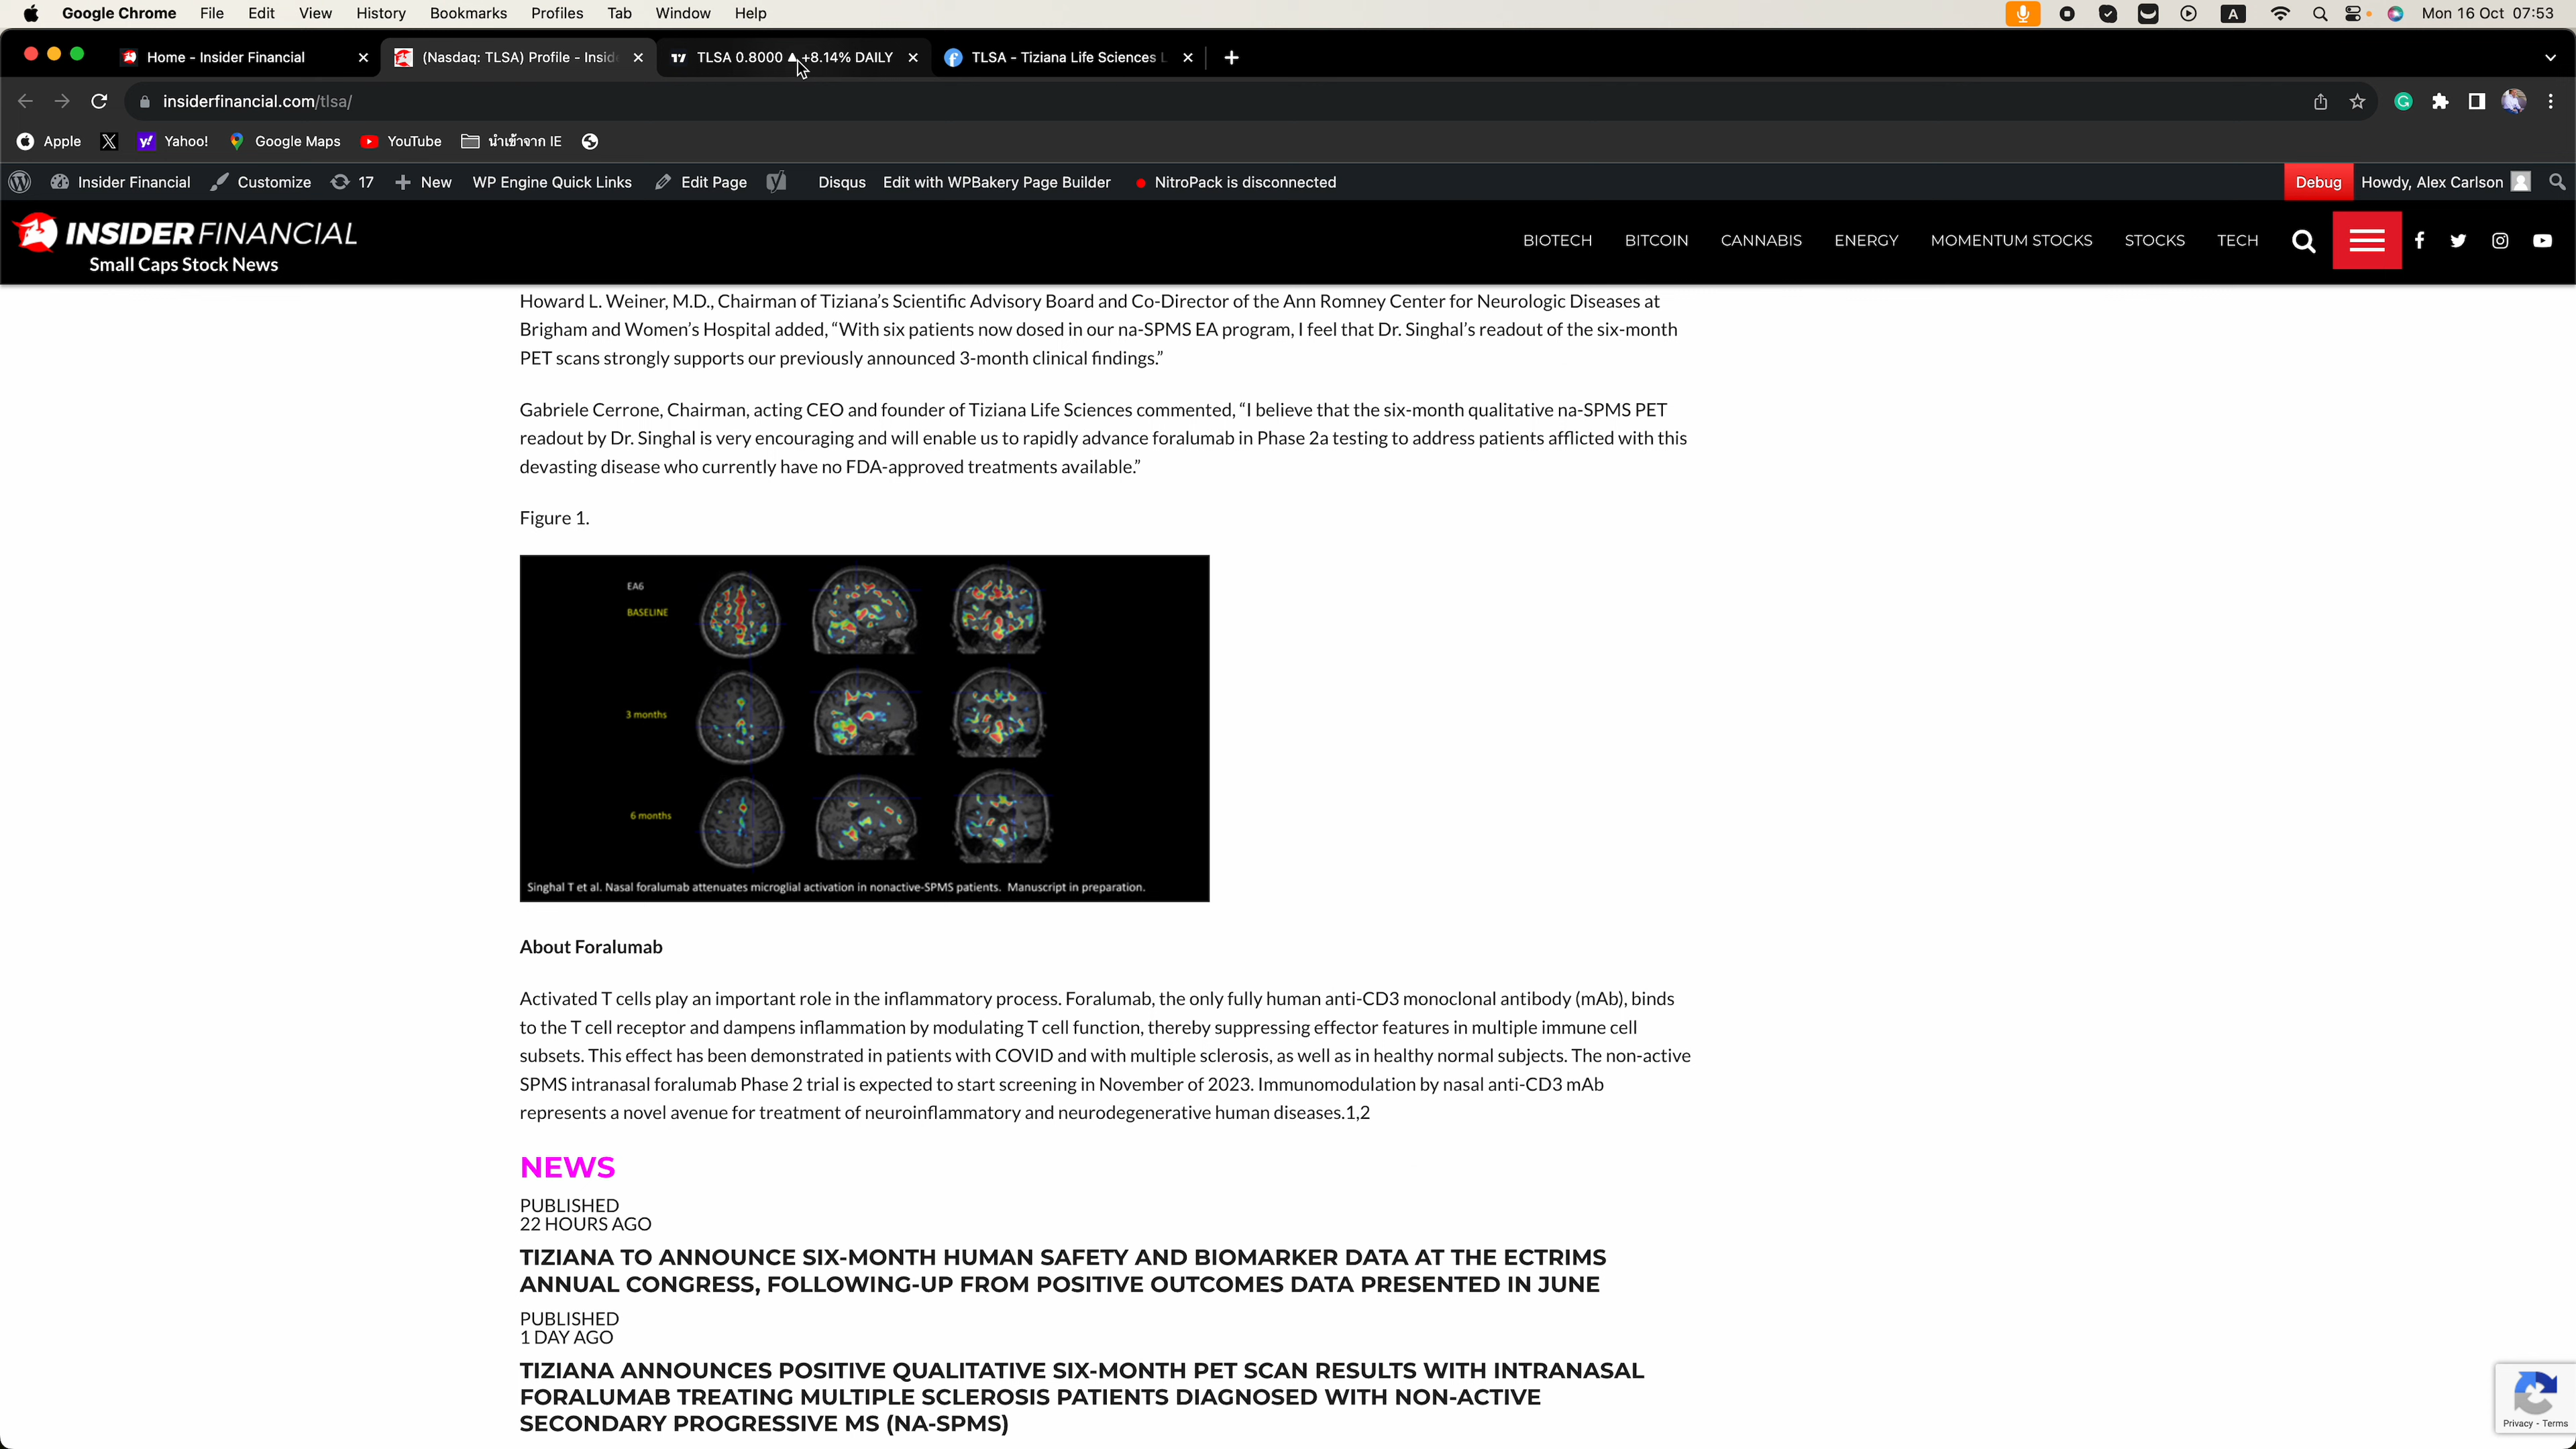 Google Chrome File Edit View History Bookmarks Profiles Tab Window Help A Mon 16 Oct 07:53
Home - Insider Financial (Nasdaq: TLSA) Profile - Insid TLSA 0.8000 ▲ +8.14% DAILY TLSA - Tiziana Life Sciences L
insiderfinancial.com/tlsa/
Apple Yahoo! Google Maps YouTube นำเข้าจาก IE
Insider Financial Customize 17 New WP Engine Quick Links Edit Page Disqus Edit with WPBakery Page Builder NitroPack is disconnected Debug Howdy, Alex Carlson
INSIDER FINANCIAL
Small Caps Stock News
BIOTECH BITCOIN CANNABIS ENERGY MOMENTUM STOCKS STOCKS TECH
Howard L. Weiner, M.D., Chairman of Tiziana's Scientific Advisory Board and Co-Director of the Ann Romney Center for Neurologic Diseases at
Brigham and Women's Hospital added, “With six patients now dosed in our na-SPMS EA program, I feel that Dr. Singhal's readout of the six-month
PET scans strongly supports our previously announced 3-month clinical findings.”
Gabriele Cerrone, Chairman, acting CEO and founder of Tiziana Life Sciences commented, “I believe that the six-month qualitative na-SPMS PET
readout by Dr. Singhal is very encouraging and will enable us to rapidly advance foralumab in Phase 2a testing to address patients afflicted with this
devasting disease who currently have no FDA-approved treatments available.”
Figure 1.
EA6
BASELINE
3 months
6 months
Singhal T et al. Nasal foralumab attenuates microglial activation in nonactive-SPMS patients. Manuscript in preparation.
About Foralumab
Activated T cells play an important role in the inflammatory process. Foralumab, the only fully human anti-CD3 monoclonal antibody (mAb), binds
to the T cell receptor and dampens inflammation by modulating T cell function, thereby suppressing effector features in multiple immune cell
subsets. This effect has been demonstrated in patients with COVID and with multiple sclerosis, as well as in healthy normal subjects. The non-active
SPMS intranasal foralumab Phase 2 trial is expected to start screening in November of 2023. Immunomodulation by nasal anti-CD3 mAb
represents a novel avenue for treatment of neuroinflammatory and neurodegenerative human diseases.1,2
NEWS
PUBLISHED
22 HOURS AGO
TIZIANA TO ANNOUNCE SIX-MONTH HUMAN SAFETY AND BIOMARKER DATA AT THE ECTRIMS
ANNUAL CONGRESS, FOLLOWING-UP FROM POSITIVE OUTCOMES DATA PRESENTED IN JUNE
PUBLISHED
1 DAY AGO
TIZIANA ANNOUNCES POSITIVE QUALITATIVE SIX-MONTH PET SCAN RESULTS WITH INTRANASAL
FORALUMAB TREATING MULTIPLE SCLEROSIS PATIENTS DIAGNOSED WITH NON-ACTIVE
SECONDARY PROGRESSIVE MS (NA-SPMS)
Privacy - Terms